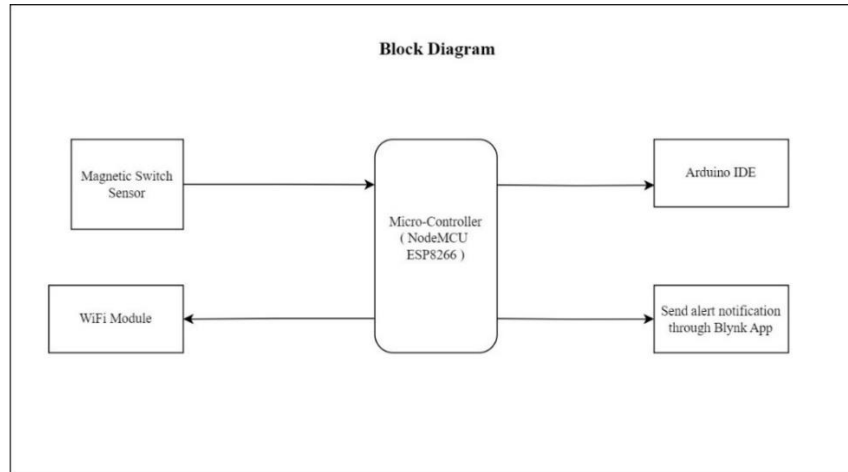 Block Diagram
Magnetic Switch
Sensor
Micro-Controller
( NodeMCU
ESP8266 )
Arduino IDE
WiFi Module
Send alert notification
through Blynk App